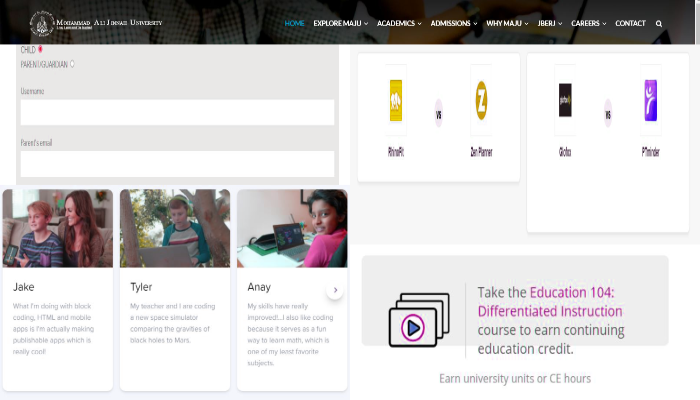 MOHAMMAD ALI JINNAH UNIVERSITY
HOME EXPLORE MAJU ACADEMICS ADMISSIONS WHY MAJU JBERJ CAREERS CONTACT
CHILD
PARENT/GUARDIAN
Username
Parent's email
RhinoFit
VS
Zen Planner
Glofox
VS
PTminder
Jake
What I'm doing with block
coding, HTML and mobile
apps is I'm actually making
publishable apps which is
really cool!
Tyler
My teacher and I are coding
a new space simulator
comparing the gravities of
black holes to Mars.
Anay
My skills have really
improved!...I also like coding
because it serves as a fun
way to learn math, which is
one of my least favorite
subjects.
Take the Education 104:
Differentiated Instruction
course to earn continuing
education credit.
Earn university units or CE hours